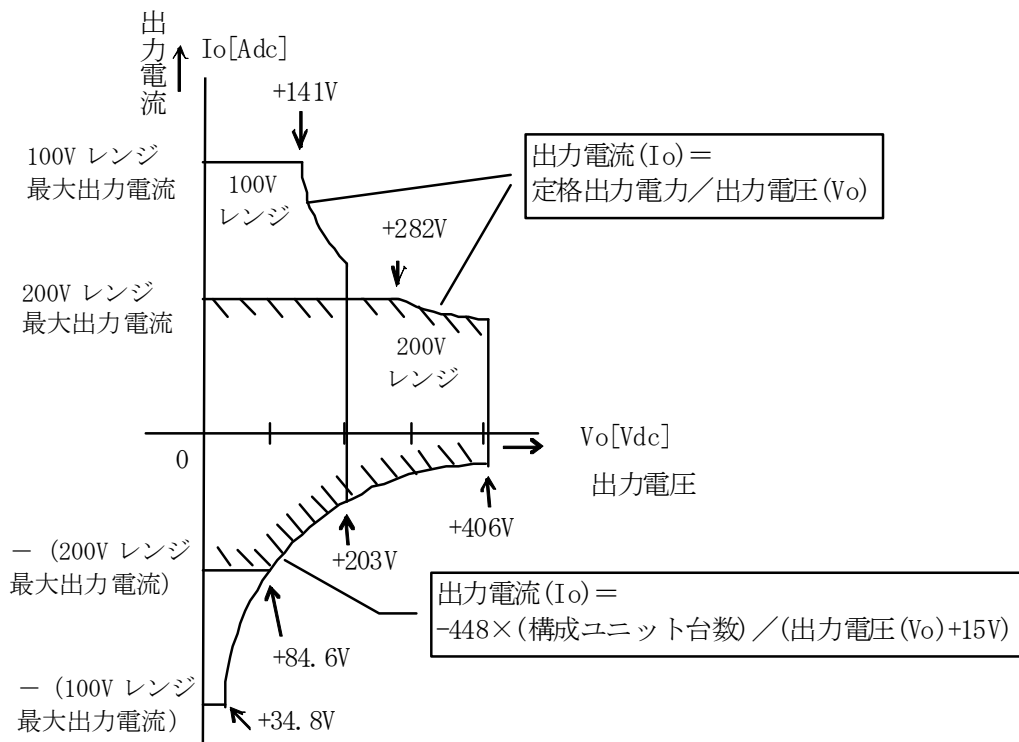 出力電流
Io[Adc]
+141V
100V レンジ
最大出力電流
100V
レンジ
出力電流(Io)＝
定格出力電力／出力電圧(Vo)
+282V
200V レンジ
最大出力電流
200V
レンジ
0
Vo[Vdc]
出力電圧
+406V
+203V
－（200V レンジ
最大出力電流）
出力電流(Io)＝
-448×(構成ユニット台数)／(出力電圧(Vo)+15V)
+84.6V
－（100V レンジ
最大出力電流）
+34.8V